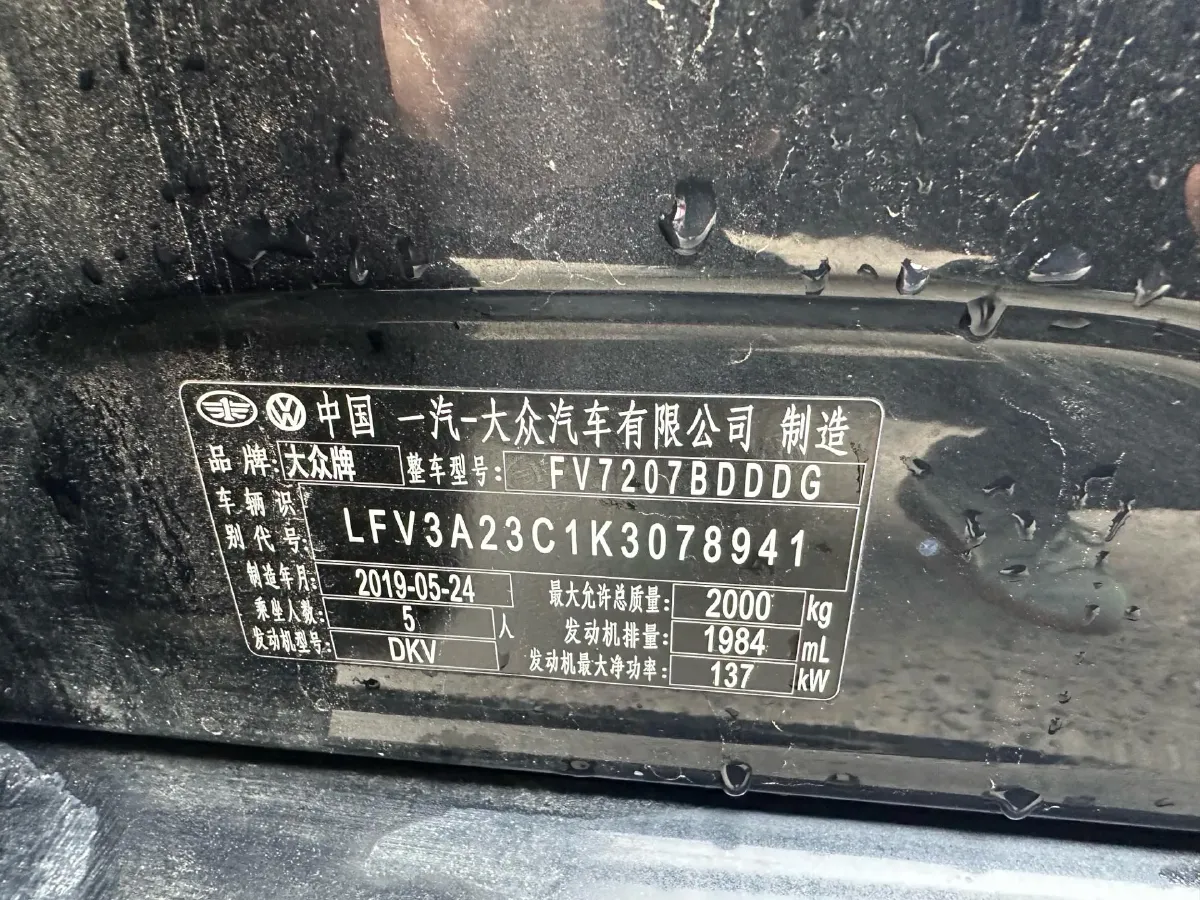 中国 一汽-大众汽车有限公司 制造
品牌: 大众牌 整车型号: FV7207BDDDG
车辆识别代号: LFV3A23C1K3078941
制造年月: 2019-05-24 最大允许总质量: 2000 kg
乘坐人数: 5 人 发动机排量: 1984 mL
发动机型号: DKV 发动机最大净功率: 137 kW